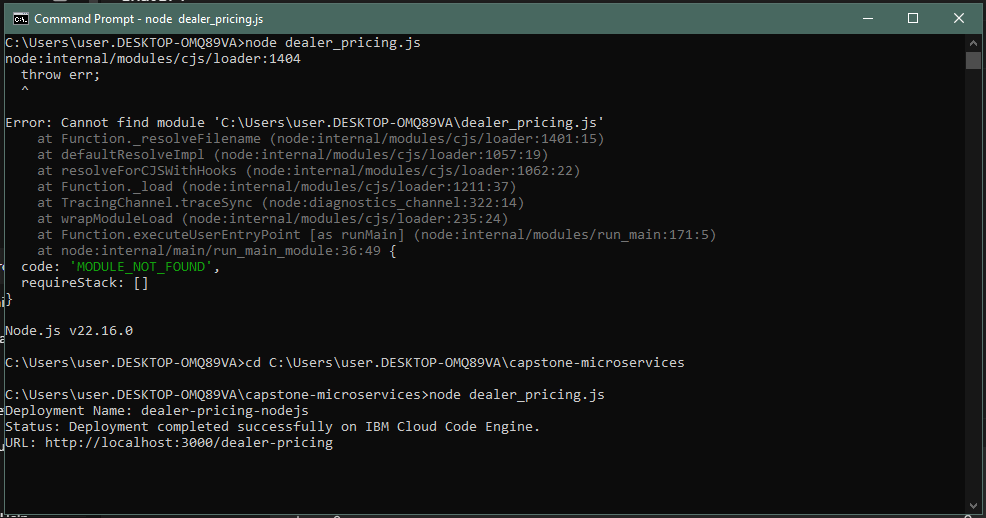 Command Prompt - node dealer_pricing.js
C:\Users\user.DESKTOP-OMQ89VA>node dealer_pricing.js
node:internal/modules/cjs/loader:1404
  throw err;
  ^

Error: Cannot find module 'C:\Users\user.DESKTOP-OMQ89VA\dealer_pricing.js'
    at Function._resolveFilename (node:internal/modules/cjs/loader:1401:15)
    at defaultResolveImpl (node:internal/modules/cjs/loader:1057:19)
    at resolveForCJSWithHooks (node:internal/modules/cjs/loader:1062:22)
    at Function._load (node:internal/modules/cjs/loader:1211:37)
    at TracingChannel.traceSync (node:diagnostics_channel:322:14)
    at wrapModuleLoad (node:internal/modules/cjs/loader:235:24)
    at Function.executeUserEntryPoint [as runMain] (node:internal/modules/run_main:171:5)
    at node:internal/main/run_main_module:36:49 {
  code: 'MODULE_NOT_FOUND',
  requireStack: []
}

Node.js v22.16.0

C:\Users\user.DESKTOP-OMQ89VA>cd C:\Users\user.DESKTOP-OMQ89VA\capstone-microservices

C:\Users\user.DESKTOP-OMQ89VA\capstone-microservices>node dealer_pricing.js
Deployment Name: dealer-pricing-nodejs
Status: Deployment completed successfully on IBM Cloud Code Engine.
URL: http://localhost:3000/dealer-pricing